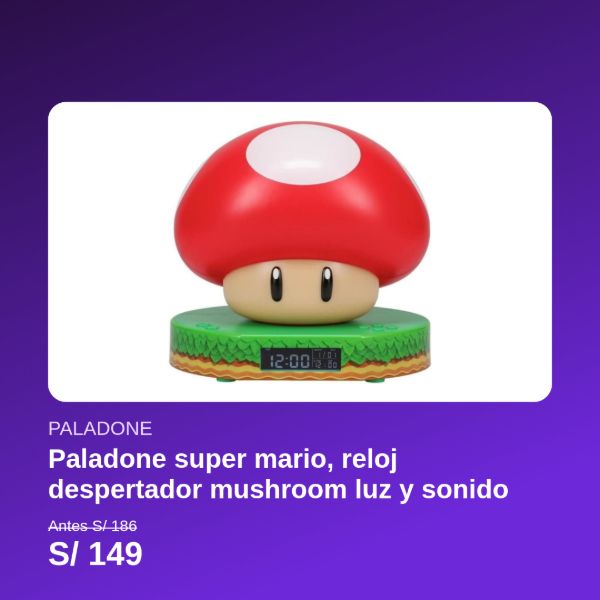 12:00
PALADONE
Paladone super mario, reloj
despertador mushroom luz y sonido
Antes S/ 186
S/ 149